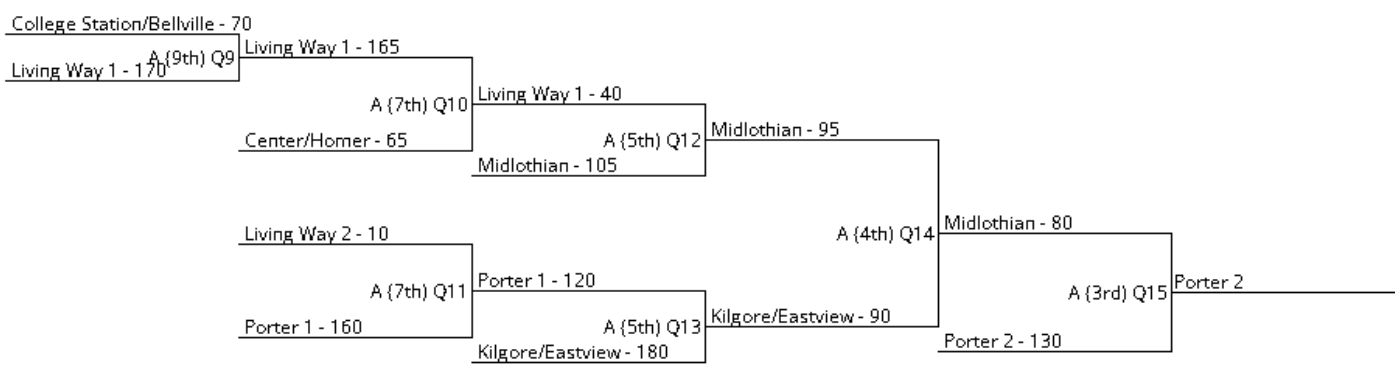 College Station/Bellville - 70
A {9th) Q9
Living Way 1 - 170
Living Way 1 - 165
A {7th) Q10
Center/Homer - 65
Living Way 1 - 40
A {5th) Q12
Midlothian - 105
Midlothian - 95
Living Way 2 - 10
A {7th) Q11
Porter 1 - 160
Porter 1 - 120
A {5th) Q13
Kilgore/Eastview - 180
Kilgore/Eastview - 90
A {4th) Q14
Midlothian - 80
A {3rd) Q15
Porter 2 - 130
Porter 2